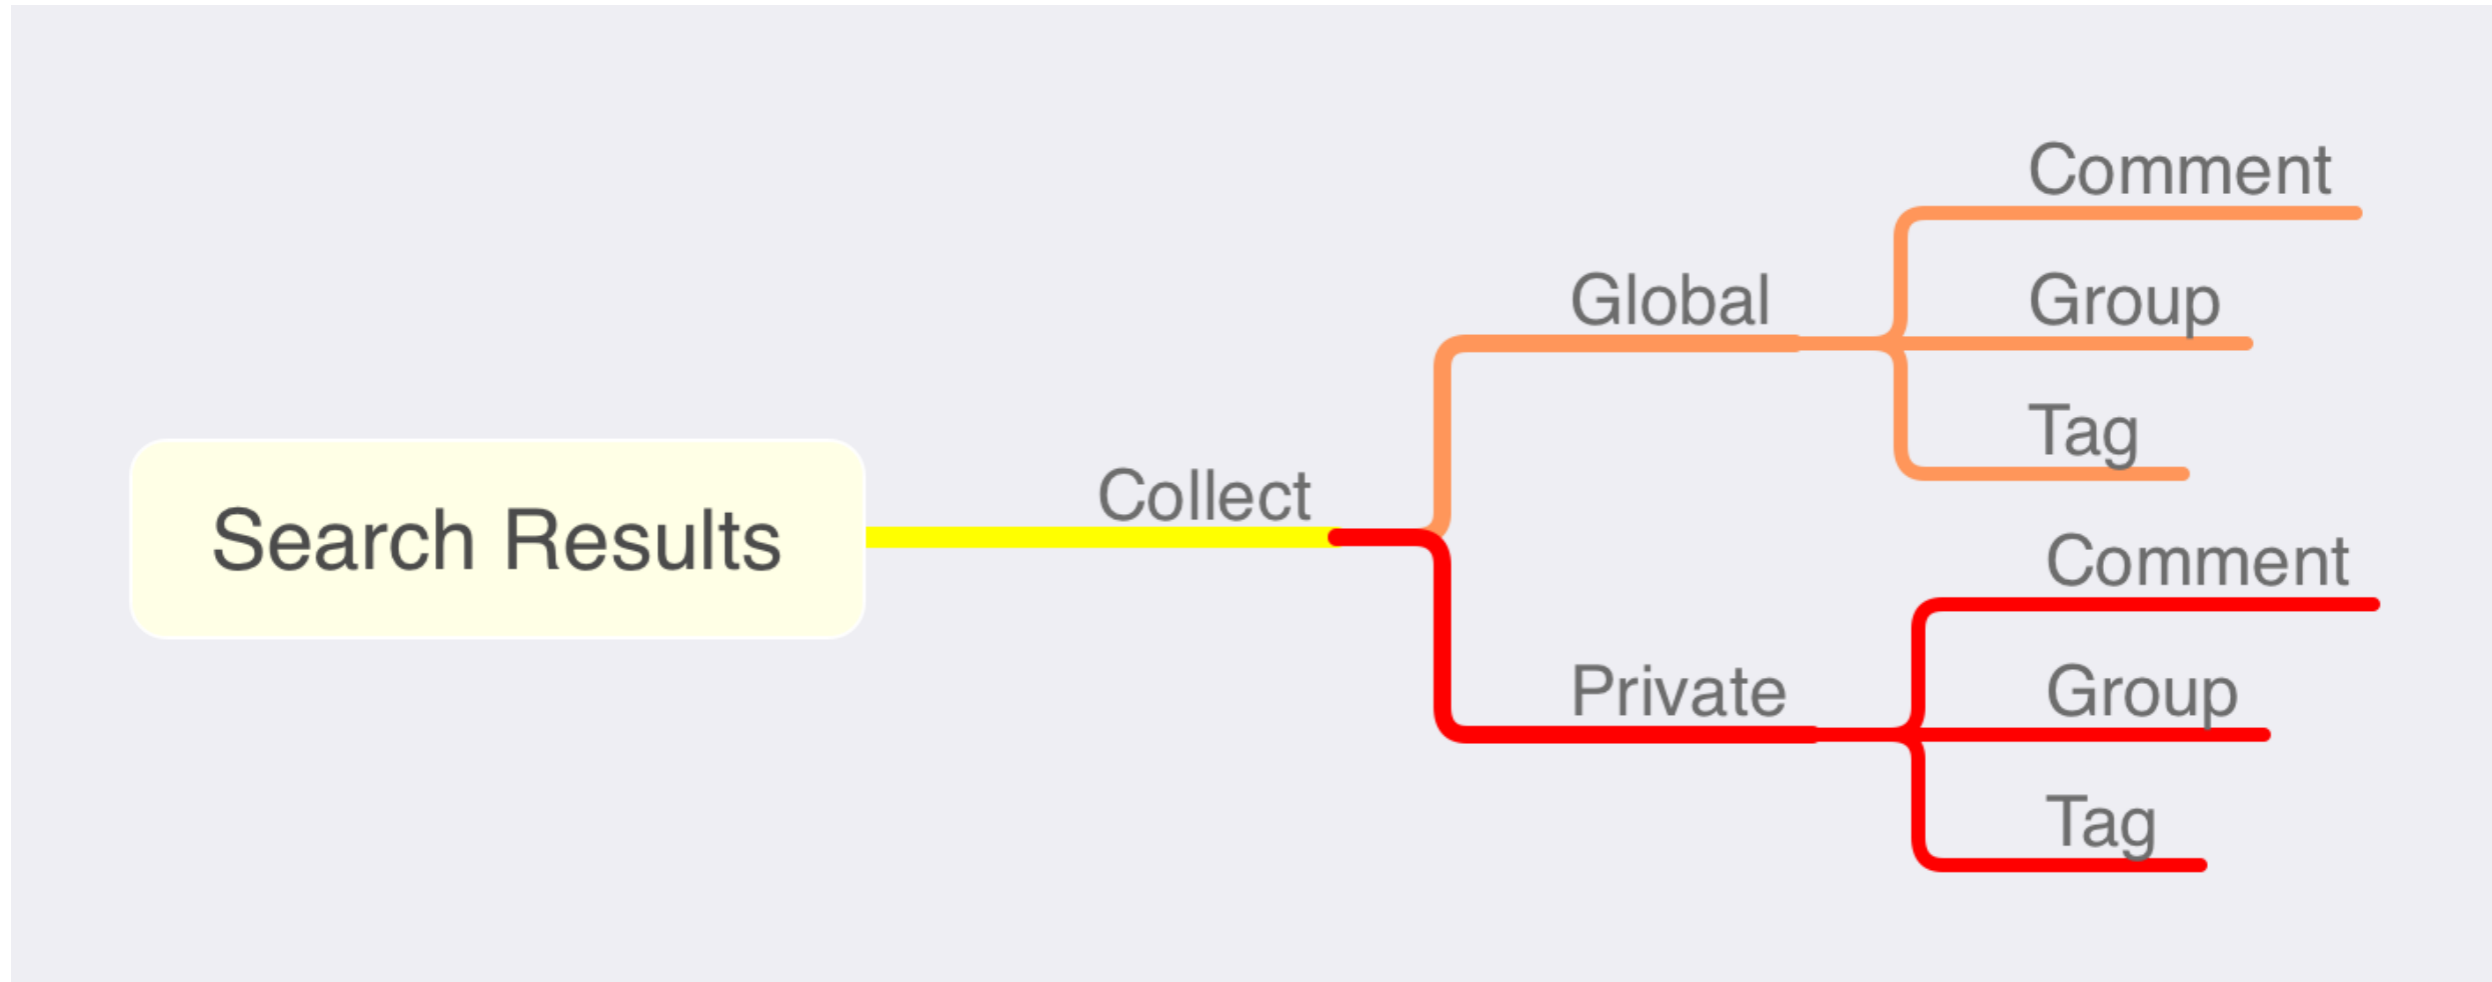 Search Results
Collect
Global
Comment
Group
Tag
Private
Comment
Group
Tag